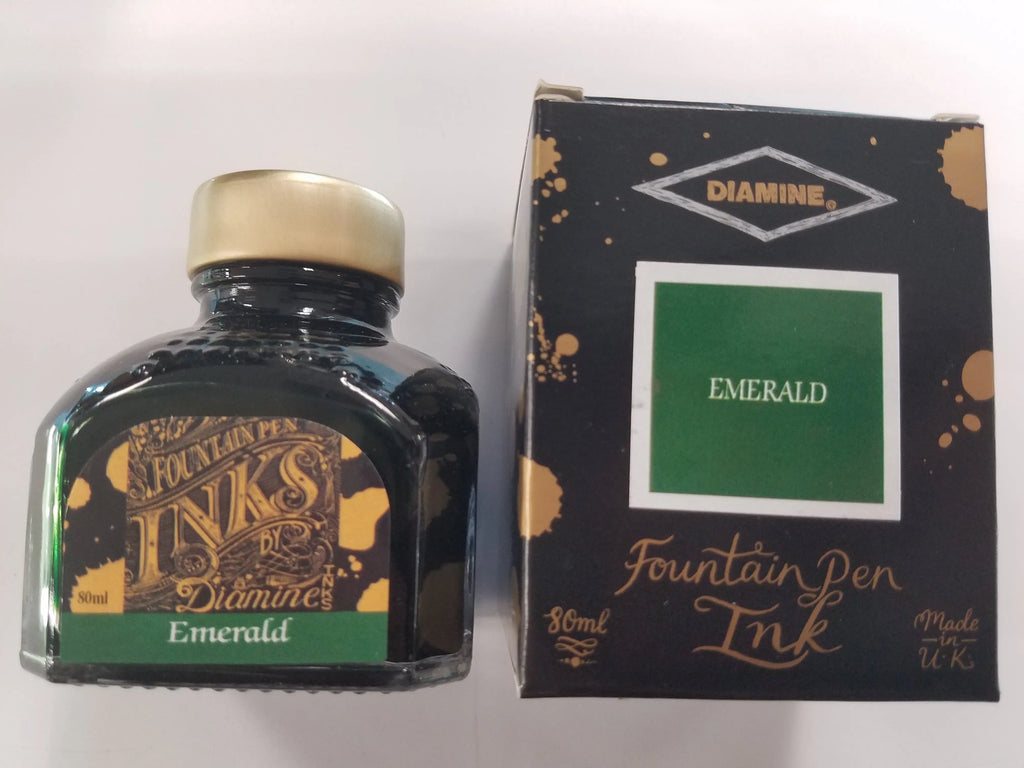 S. FOUNTAIN PEN
INKS
BY
Diamine
INKS
80ml
Emerald
DIAMINE
EMERALD
Fountain Pen
Ink
80ml
Made
in
U.K